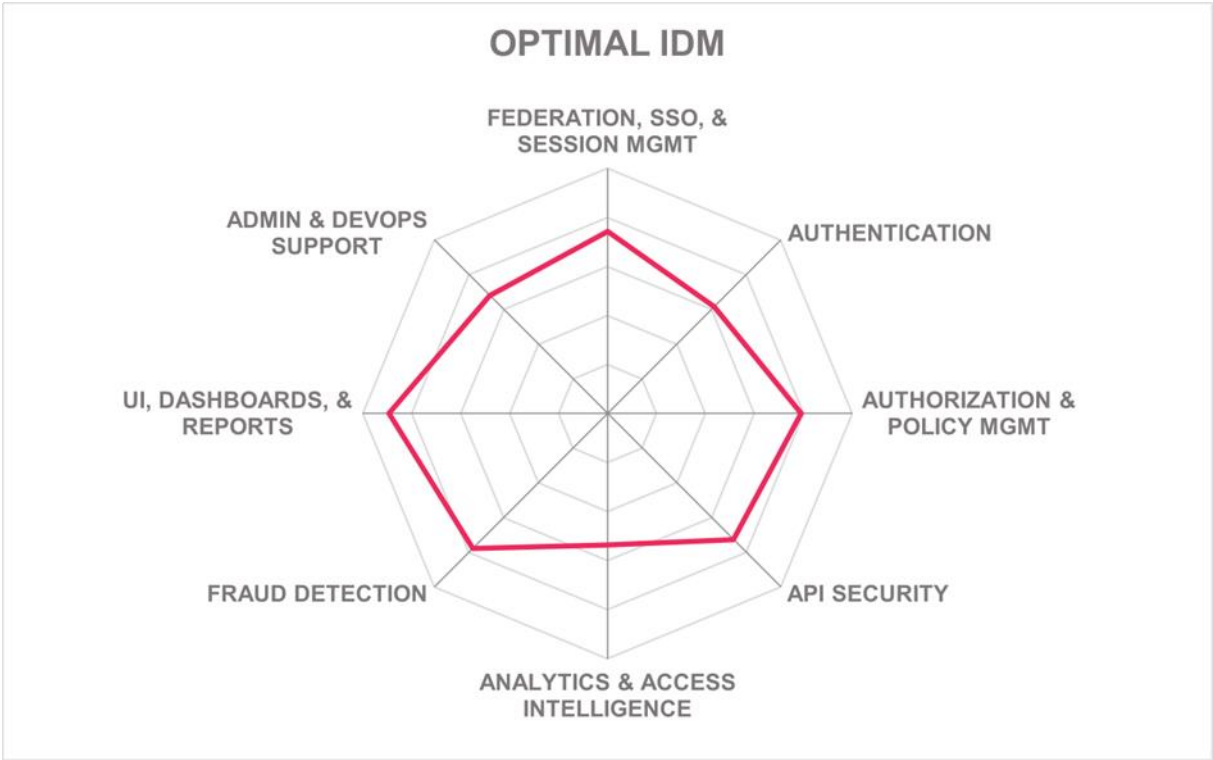 OPTIMAL IDM
FEDERATION, SSO, &
SESSION MGMT
ADMIN & DEVOPS
SUPPORT
AUTHENTICATION
UI, DASHBOARDS, &
REPORTS
AUTHORIZATION &
POLICY MGMT
FRAUD DETECTION
API SECURITY
ANALYTICS & ACCESS
INTELLIGENCE